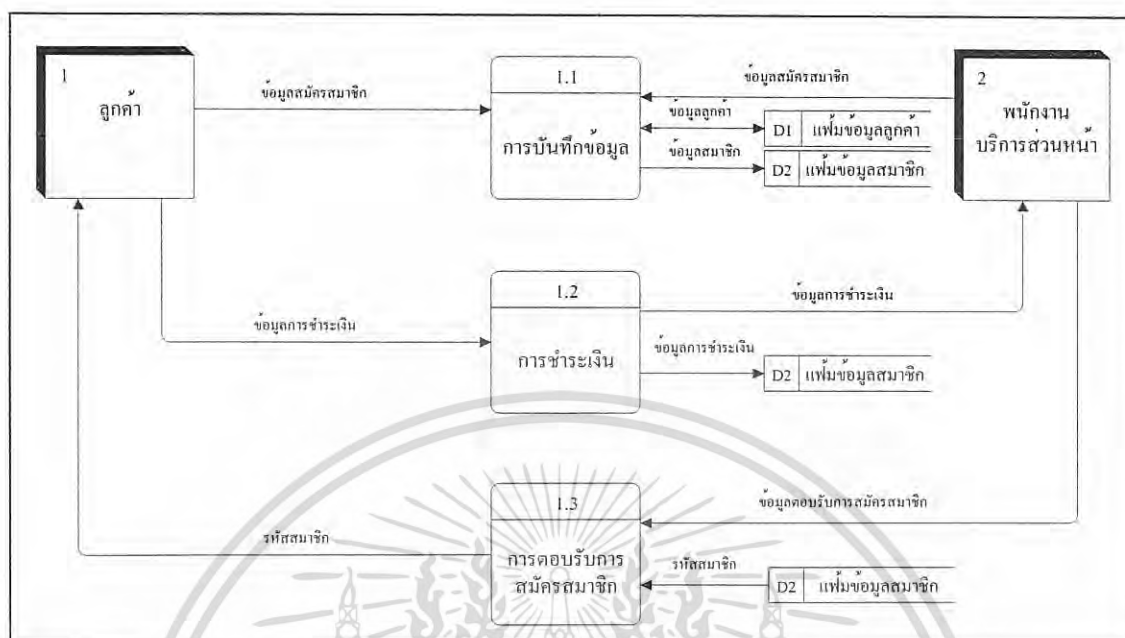 1
ลูกค้า
ข้อมูลสมัครสมาชิก
1.1
การบันทึกข้อมูล
ข้อมูลสมัครสมาชิก
2
พนักงาน
บริการส่วนหน้า
ข้อมูลลูกค้า
D1 แฟ้มข้อมูลลูกค้า
ข้อมูลสมาชิก
D2 แฟ้มข้อมูลสมาชิก
ข้อมูลการชำระเงิน
1.2
การชำระเงิน
ข้อมูลการชำระเงิน
ข้อมูลการชำระเงิน
D2 แฟ้มข้อมูลสมาชิก
รหัสสมาชิก
1.3
การตอบรับการ
สมัครสมาชิก
ข้อมูลตอบรับการสมัครสมาชิก
รหัสสมาชิก
D2 แฟ้มข้อมูลสมาชิก